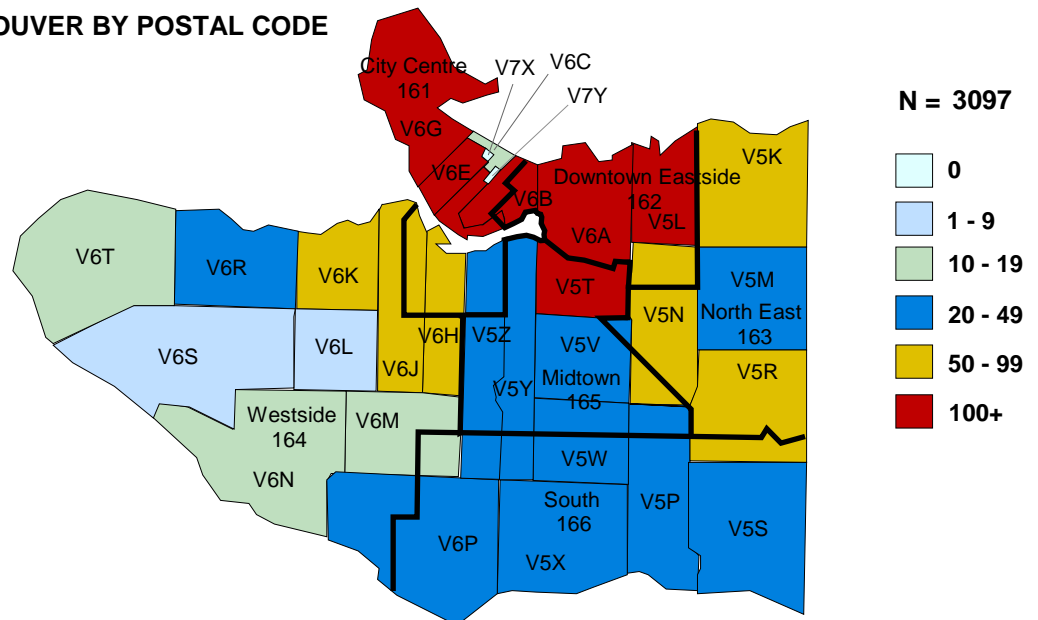 OUVER BY POSTAL CODE
City Centre
161
V7X
V6C
V7Y
V6G
V6E
V6B
Downtown Eastside
162
V5K
V5L
V6A
V6T
V6R
V6K
V5T
V5M
North East
163
V6S
V6L
V6J
V6H
V5Z
V5Y
V5V
V5N
Midtown
165
V5R
Westside
164
V6M
V6N
V5W
South
166
V6P
V5X
V5P
V5S
N = 3097
0
1 - 9
10 - 19
20 - 49
50 - 99
100+